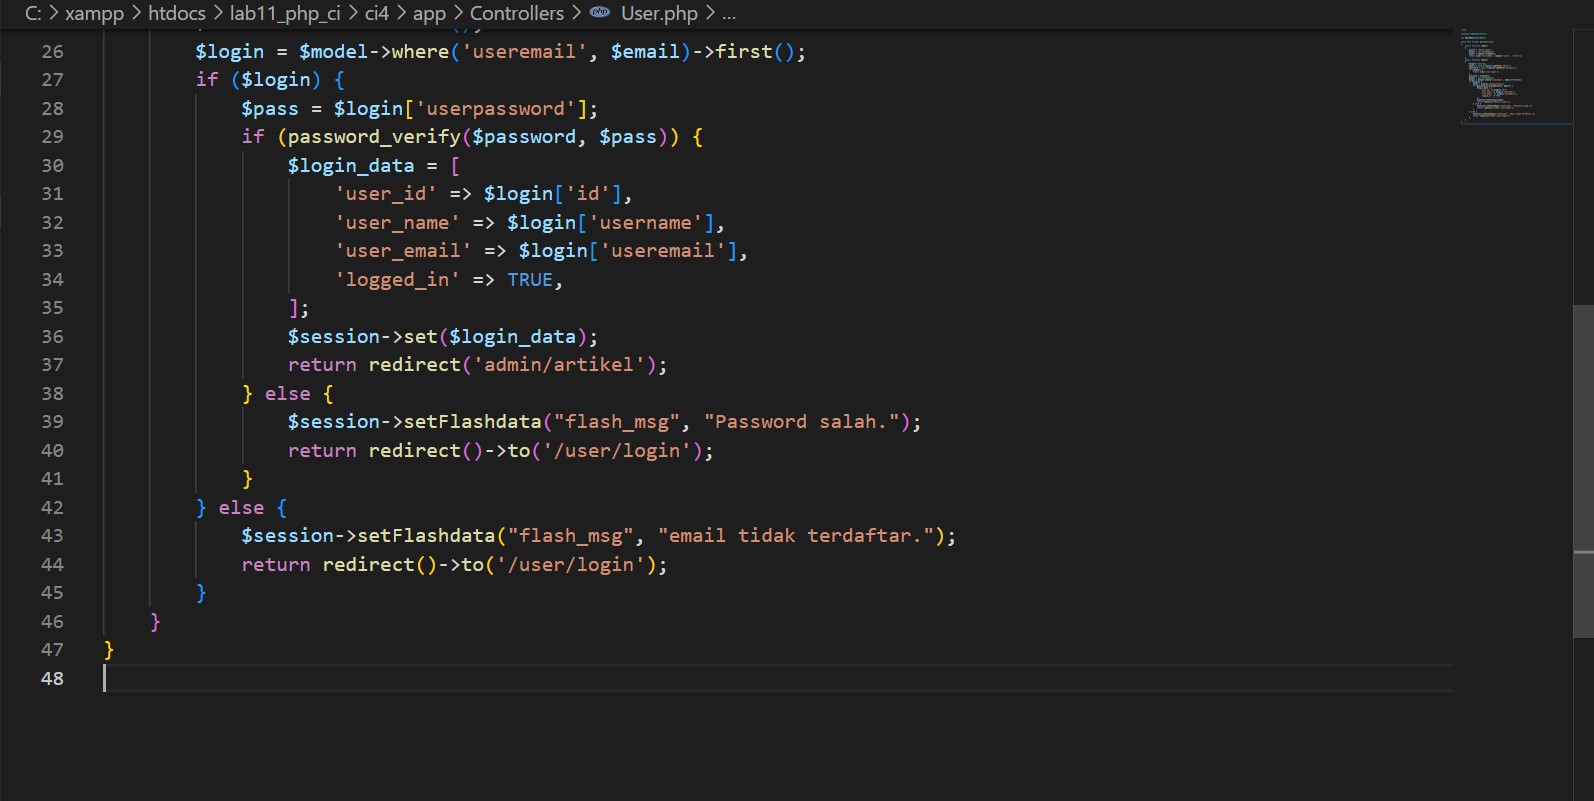 C: > xampp > htdocs > lab11_php_ci > ci4 > app > Controllers > php User.php > ...
26 $login = $model->where('useremail', $email)->first();
27 if ($login) {
28 $pass = $login['userpassword'];
29 if (password_verify($password, $pass)) {
30 $login_data = [
31 'user_id' => $login['id'],
32 'user_name' => $login['username'],
33 'user_email' => $login['useremail'],
34 'logged_in' => TRUE,
35 ];
36 $session->set($login_data);
37 return redirect('admin/artikel');
38 } else {
39 $session->setFlashdata("flash_msg", "Password salah.");
40 return redirect()->to('/user/login');
41 }
42 } else {
43 $session->setFlashdata("flash_msg", "email tidak terdaftar.");
44 return redirect()->to('/user/login');
45 }
46 }
47 }
48